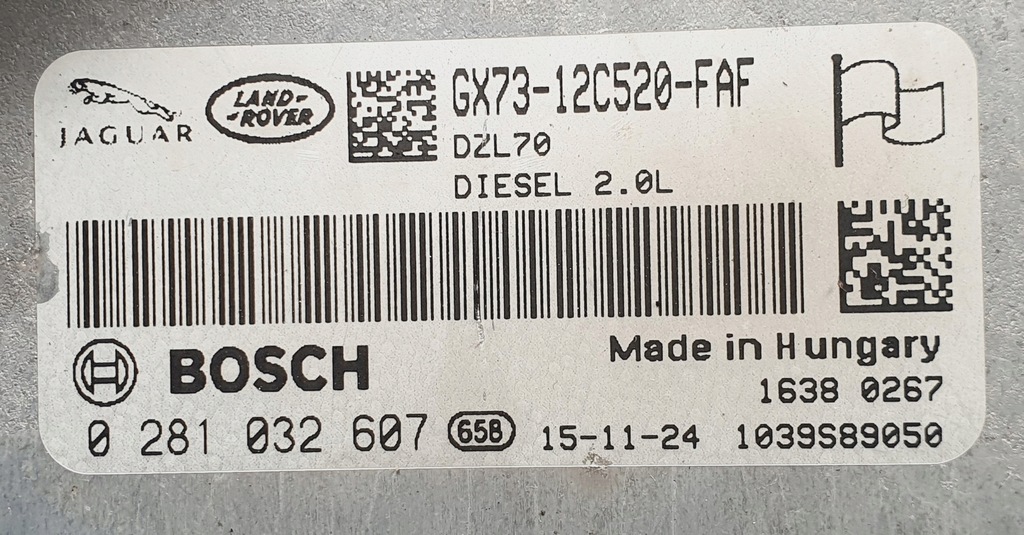 JAGUAR
LAND-
-ROVER
GX73-12C520-FAF
DZL70
DIESEL 2.0L
BOSCH
Made in Hungary
1638 0267
0 281 032 607 658 15-11-24 1039S89050